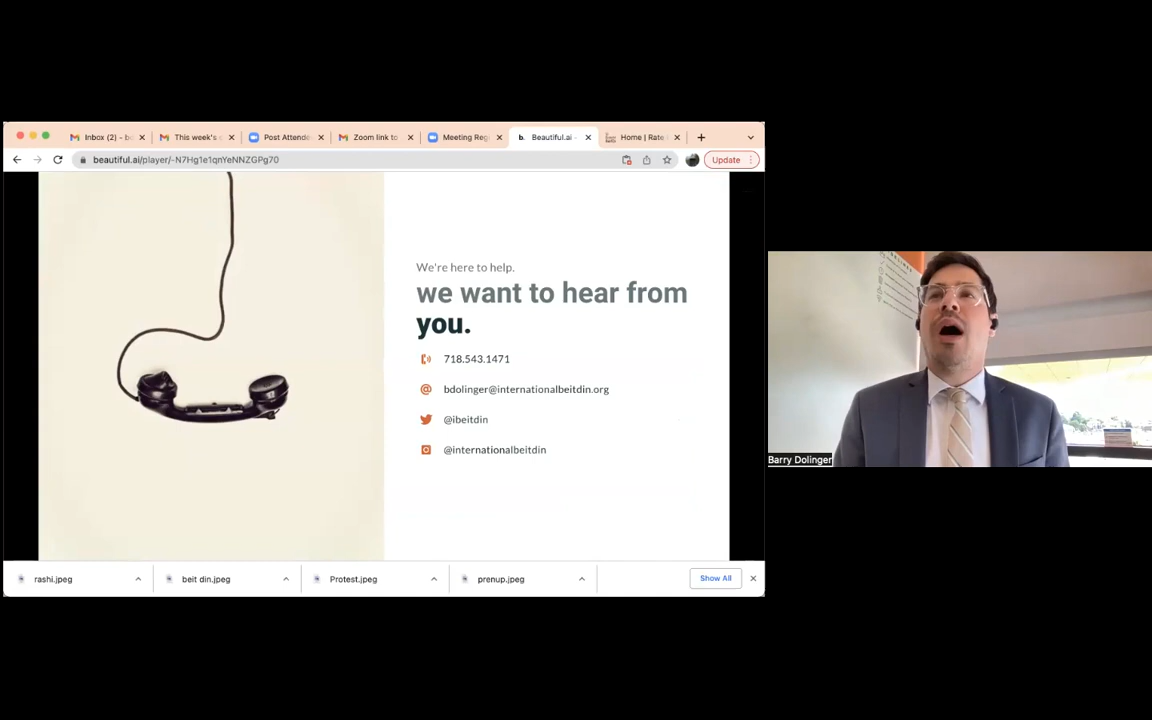 Inbox (2) - b
This week's
Post Attende
Zoom link to
Meeting Reg
b. Beautiful.ai -
Home | Rate
beautiful.ai/player/-N7Hg1e1qnYeNNZGPg70
Update
We're here to help.
we want to hear from
you.
718.543.1471
bdolinger@internationalbeitdin.org
@ibeitdin
@internationalbeitdin
Barry Dolinger
rashi.jpeg
beit din.jpeg
Protest.jpeg
prenup.jpeg
Show All